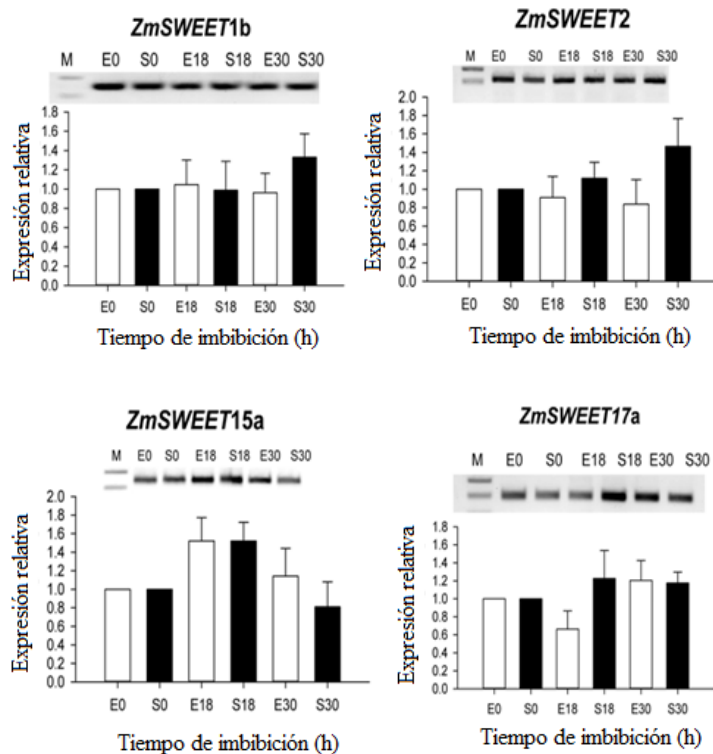 ZmSWEET1b
M E0 S0 E18 S18 E30 S30
Expresión relativa
1.8
1.6
1.4
1.2
1.0
0.8
0.6
0.4
0.2
0.0
E0 S0 E18 S18 E30 S30
Tiempo de imbibición (h)
ZmSWEET2
M E0 S0 E18 S18 E30 S30
Expresión relativa
2.0
1.8
1.6
1.4
1.2
1.0
0.8
0.6
0.4
0.2
0.0
E0 S0 E18 S18 E30 S30
Tiempo de imbibición (h)
ZmSWEET15a
M E0 S0 E18 S18 E30 S30
Expresión relativa
2.0
1.8
1.6
1.4
1.2
1.0
0.8
0.6
0.4
0.2
0.0
E0 S0 E18 S18 E30 S30
Tiempo de imbibición (h)
ZmSWEET17a
M E0 S0 E18 S18 E30 S30
Expresión relativa
1.8
1.6
1.4
1.2
1.0
0.8
0.6
0.4
0.2
0.0
E0 S0 E18 S18 E30 S30
Tiempo de imbibición (h)